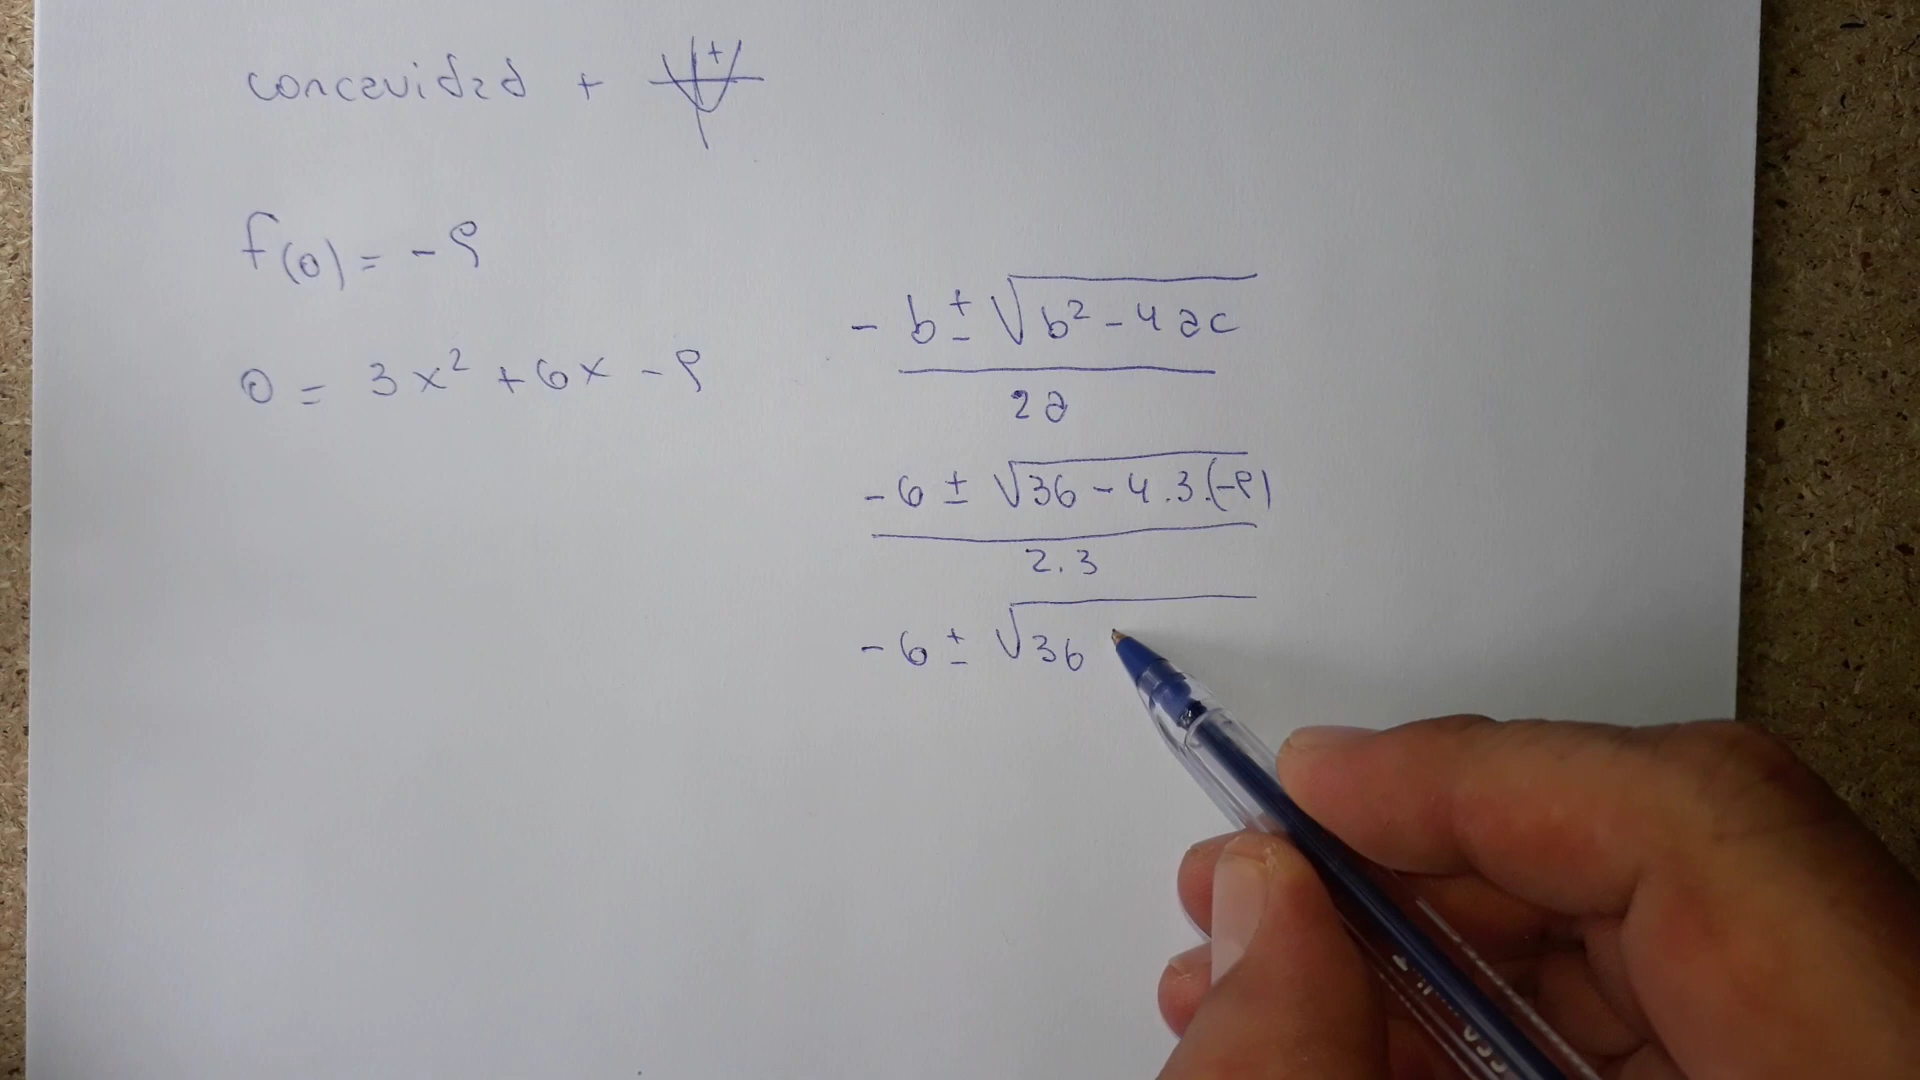 concavidad + +
f(0) = -9
0 = 3x² + 6x - 9
-b ± √b² - 4ac
2a
-6 ± √36 - 4.3.(-9)
2.3
-6 ± √36